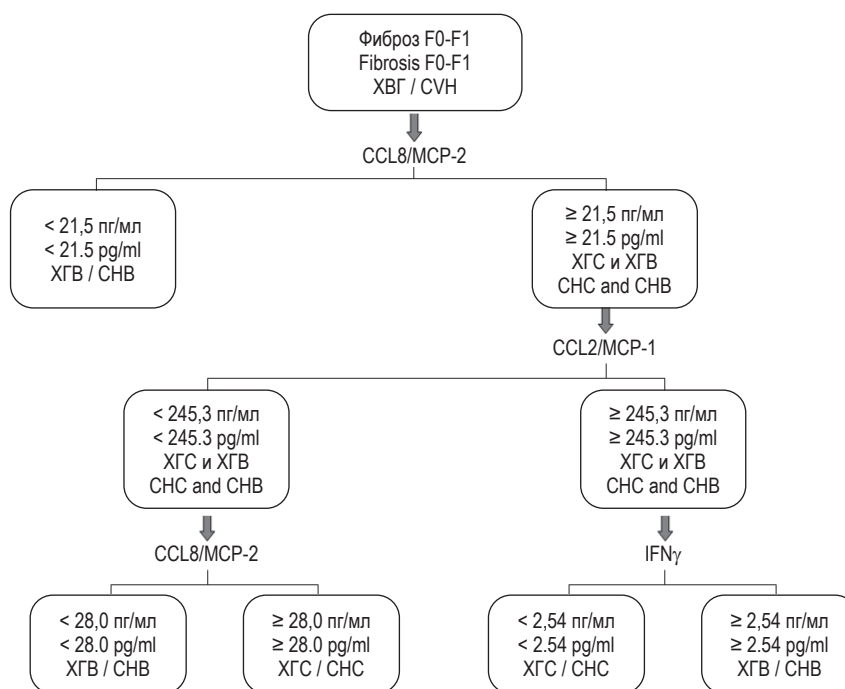 Фиброз F0-F1
Fibrosis F0-F1
ХВГ / CVH
CCL8/MCP-2
< 21,5 пг/мл
< 21.5 pg/ml
ХГВ / CHB
≥ 21,5 пг/мл
≥ 21.5 pg/ml
ХГС и ХГВ
CHC and CHB
CCL2/MCP-1
< 245,3 пг/мл
< 245.3 pg/ml
ХГС и ХГВ
CHC and CHB
≥ 245,3 пг/мл
≥ 245.3 pg/ml
ХГС и ХГВ
CHC and CHB
CCL8/MCP-2
IFNγ
< 28,0 пг/мл
< 28.0 pg/ml
ХГВ / CHB
≥ 28,0 пг/мл
≥ 28.0 pg/ml
ХГС / CHC
< 2,54 пг/мл
< 2.54 pg/ml
ХГС / CHC
≥ 2,54 пг/мл
≥ 2.54 pg/ml
ХГВ / CHB